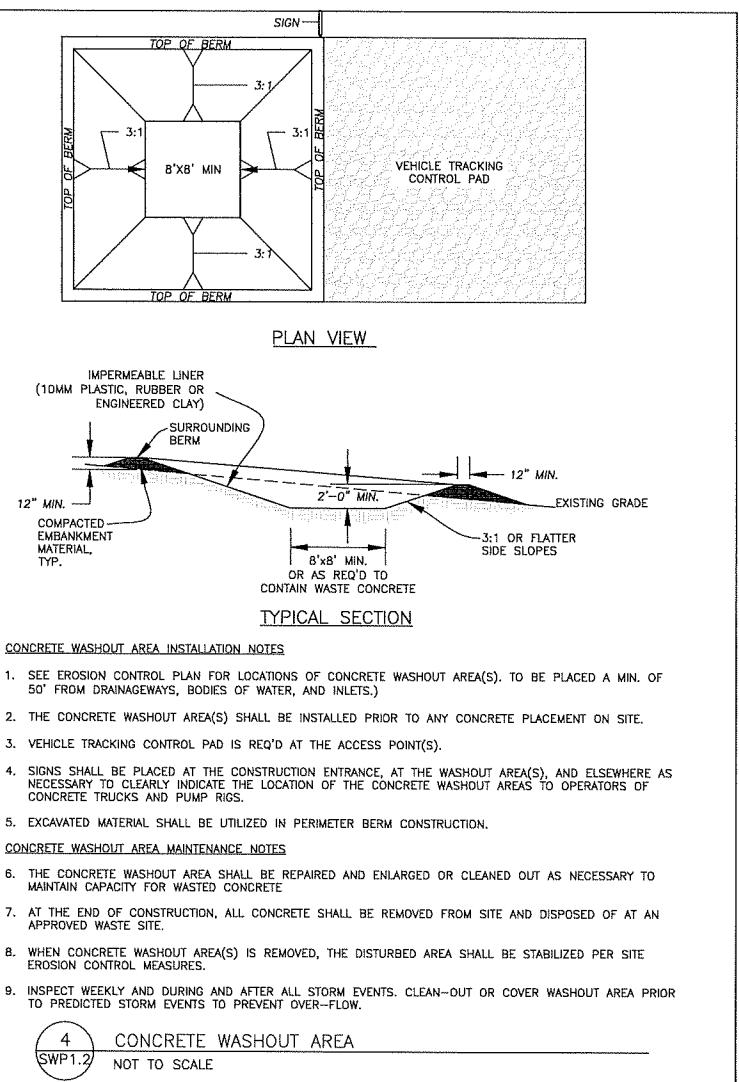 SIGN
TOP OF BERM
3:1
3:1
3:1
TOP OF BERM
8'X8' MIN
TOP OF BERM
VEHICLE TRACKING
CONTROL PAD
3:1
TOP OF BERM
PLAN VIEW
IMPERMEABLE LINER
(10MM PLASTIC, RUBBER OR
ENGINEERED CLAY)
SURROUNDING
BERM
12" MIN.
2'-0" MIN.
12" MIN.
EXISTING GRADE
COMPACTED
EMBANKMENT
MATERIAL,
TYP.
3:1 OR FLATTER
SIDE SLOPES
8'x8' MIN.
OR AS REQ'D TO
CONTAIN WASTE CONCRETE
TYPICAL SECTION
CONCRETE WASHOUT AREA INSTALLATION NOTES
1. SEE EROSION CONTROL PLAN FOR LOCATIONS OF CONCRETE WASHOUT AREA(S). TO BE PLACED A MIN. OF
50' FROM DRAINAGEWAYS, BODIES OF WATER, AND INLETS.)
2. THE CONCRETE WASHOUT AREA(S) SHALL BE INSTALLED PRIOR TO ANY CONCRETE PLACEMENT ON SITE.
3. VEHICLE TRACKING CONTROL PAD IS REQ'D AT THE ACCESS POINT(S).
4. SIGNS SHALL BE PLACED AT THE CONSTRUCTION ENTRANCE, AT THE WASHOUT AREA(S), AND ELSEWHERE AS
NECESSARY TO CLEARLY INDICATE THE LOCATION OF THE CONCRETE WASHOUT AREAS TO OPERATORS OF
CONCRETE TRUCKS AND PUMP RIGS.
5. EXCAVATED MATERIAL SHALL BE UTILIZED IN PERIMETER BERM CONSTRUCTION.
CONCRETE WASHOUT AREA MAINTENANCE NOTES
6. THE CONCRETE WASHOUT AREA SHALL BE REPAIRED AND ENLARGED OR CLEANED OUT AS NECESSARY TO
MAINTAIN CAPACITY FOR WASTED CONCRETE
7. AT THE END OF CONSTRUCTION, ALL CONCRETE SHALL BE REMOVED FROM SITE AND DISPOSED OF AT AN
APPROVED WASTE SITE.
8. WHEN CONCRETE WASHOUT AREA(S) IS REMOVED, THE DISTURBED AREA SHALL BE STABILIZED PER SITE
EROSION CONTROL MEASURES.
9. INSPECT WEEKLY AND DURING AND AFTER ALL STORM EVENTS. CLEAN-OUT OR COVER WASHOUT AREA PRIOR
TO PREDICTED STORM EVENTS TO PREVENT OVER-FLOW.
4
SWP1.2
CONCRETE WASHOUT AREA
NOT TO SCALE